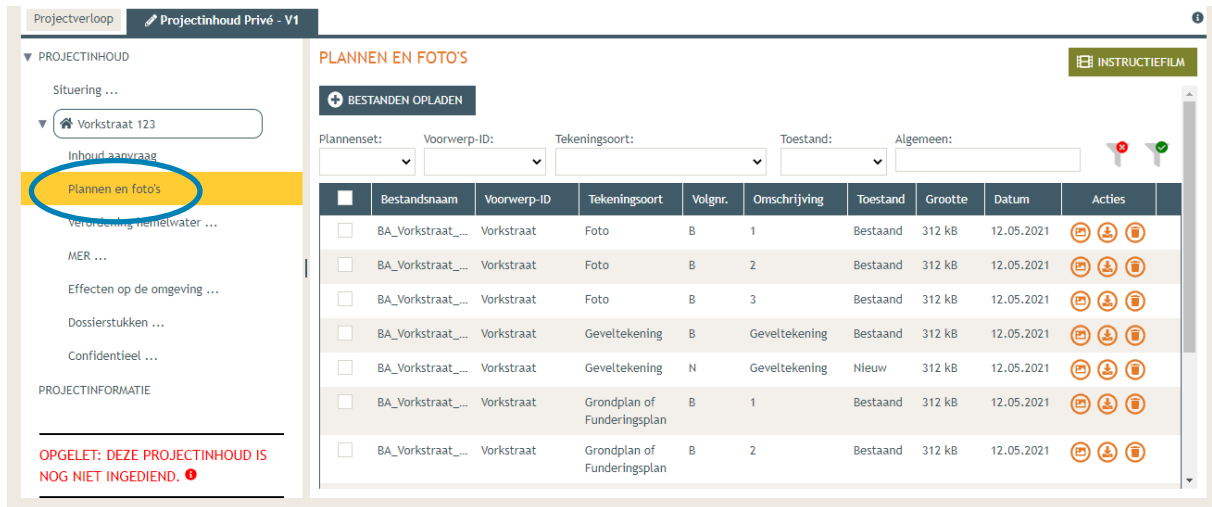 Projectverloop
Projectinhoud Privé - V1
PROJECTINHOUD
Situering ...
Vorkstraat 123
Inhoud aanvraag
Plannen en foto's
Verordening hemelwater ...
MER ...
Effecten op de omgeving ...
Dossierstukken ...
Confidentieel ...
PROJECTINFORMATIE
OPGELET: DEZE PROJECTINHOUD IS
NOG NIET INGEDIEND.
PLANNEN EN FOTO'S
INSTRUCTIEFILM
BESTANDEN OPLADEN
Plannenset: Voorwerp-ID: Tekeningsoort: Toestand: Algemeen:
Bestandsnaam Voorwerp-ID Tekeningsoort Volgnr. Omschrijving Toestand Grootte Datum Acties
BA_Vorkstraat_... Vorkstraat Foto B 1 Bestaand 312 kB 12.05.2021
BA_Vorkstraat_... Vorkstraat Foto B 2 Bestaand 312 kB 12.05.2021
BA_Vorkstraat_... Vorkstraat Foto B 3 Bestaand 312 kB 12.05.2021
BA_Vorkstraat_... Vorkstraat Geveltekening B Geveltekening Bestaand 312 kB 12.05.2021
BA_Vorkstraat_... Vorkstraat Geveltekening N Geveltekening Nieuw 312 kB 12.05.2021
BA_Vorkstraat_... Vorkstraat Grondplan of B 1 Bestaand 312 kB 12.05.2021
Funderingsplan
BA_Vorkstraat_... Vorkstraat Grondplan of B 2 Bestaand 312 kB 12.05.2021
Funderingsplan